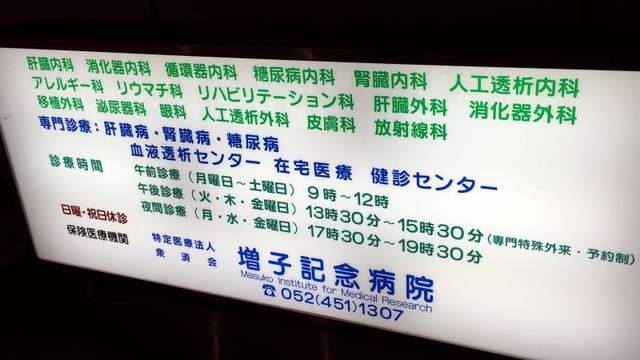 肝臓内科 消化器内科 循環器内科 糖尿病内科 腎臓内科 人工透析内科
アレルギー科 リウマチ科 リハビリテーション科 肝臓外科 消化器外科
移植外科 泌尿器科 眼科 人工透析外科 皮膚科 放射線科
専門診療：肝臓病・腎臓病・糖尿病
血液透析センター 在宅医療 健診センター
診療時間 午前診療（月曜日～土曜日）9時～12時
午後診療（火・木・金曜日）13時30分～15時30分（専門特殊外来・予約制）
日曜・祝日休診 夜間診療（月・水・金曜日）17時30分～19時30分
保険医療機関 特定医療法人
衆済会 増子記念病院
Masuko Institute for Medical Research
☎052(451)1307